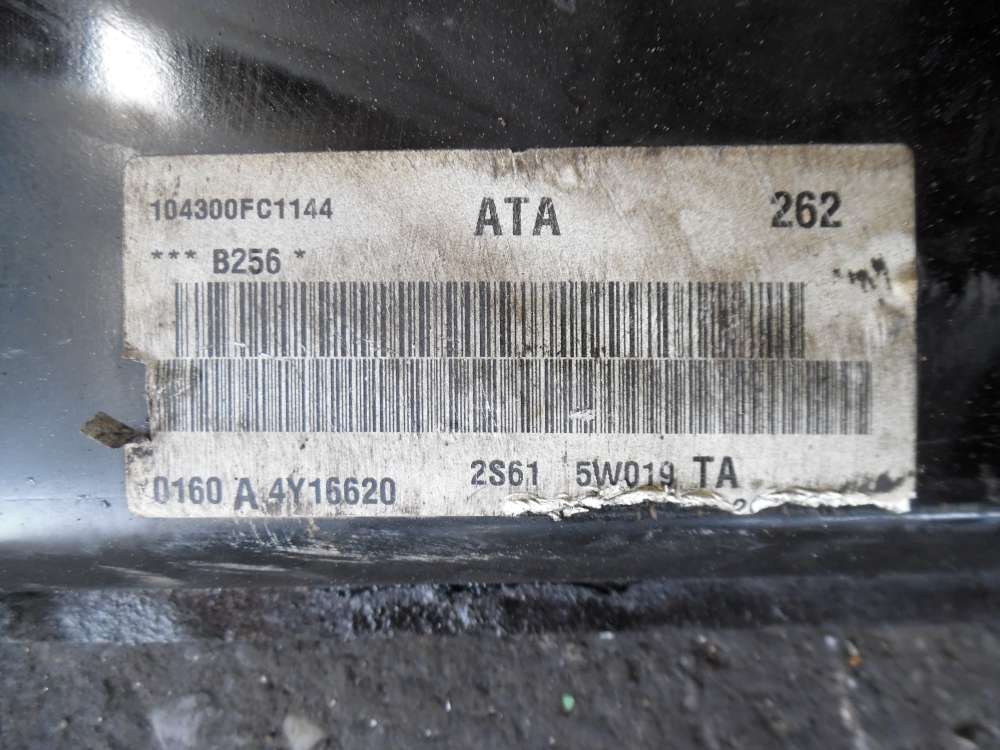 104300FC1144 ATA 262
*** B256 *
0160 A 4Y16620 2S61 5W019 TA